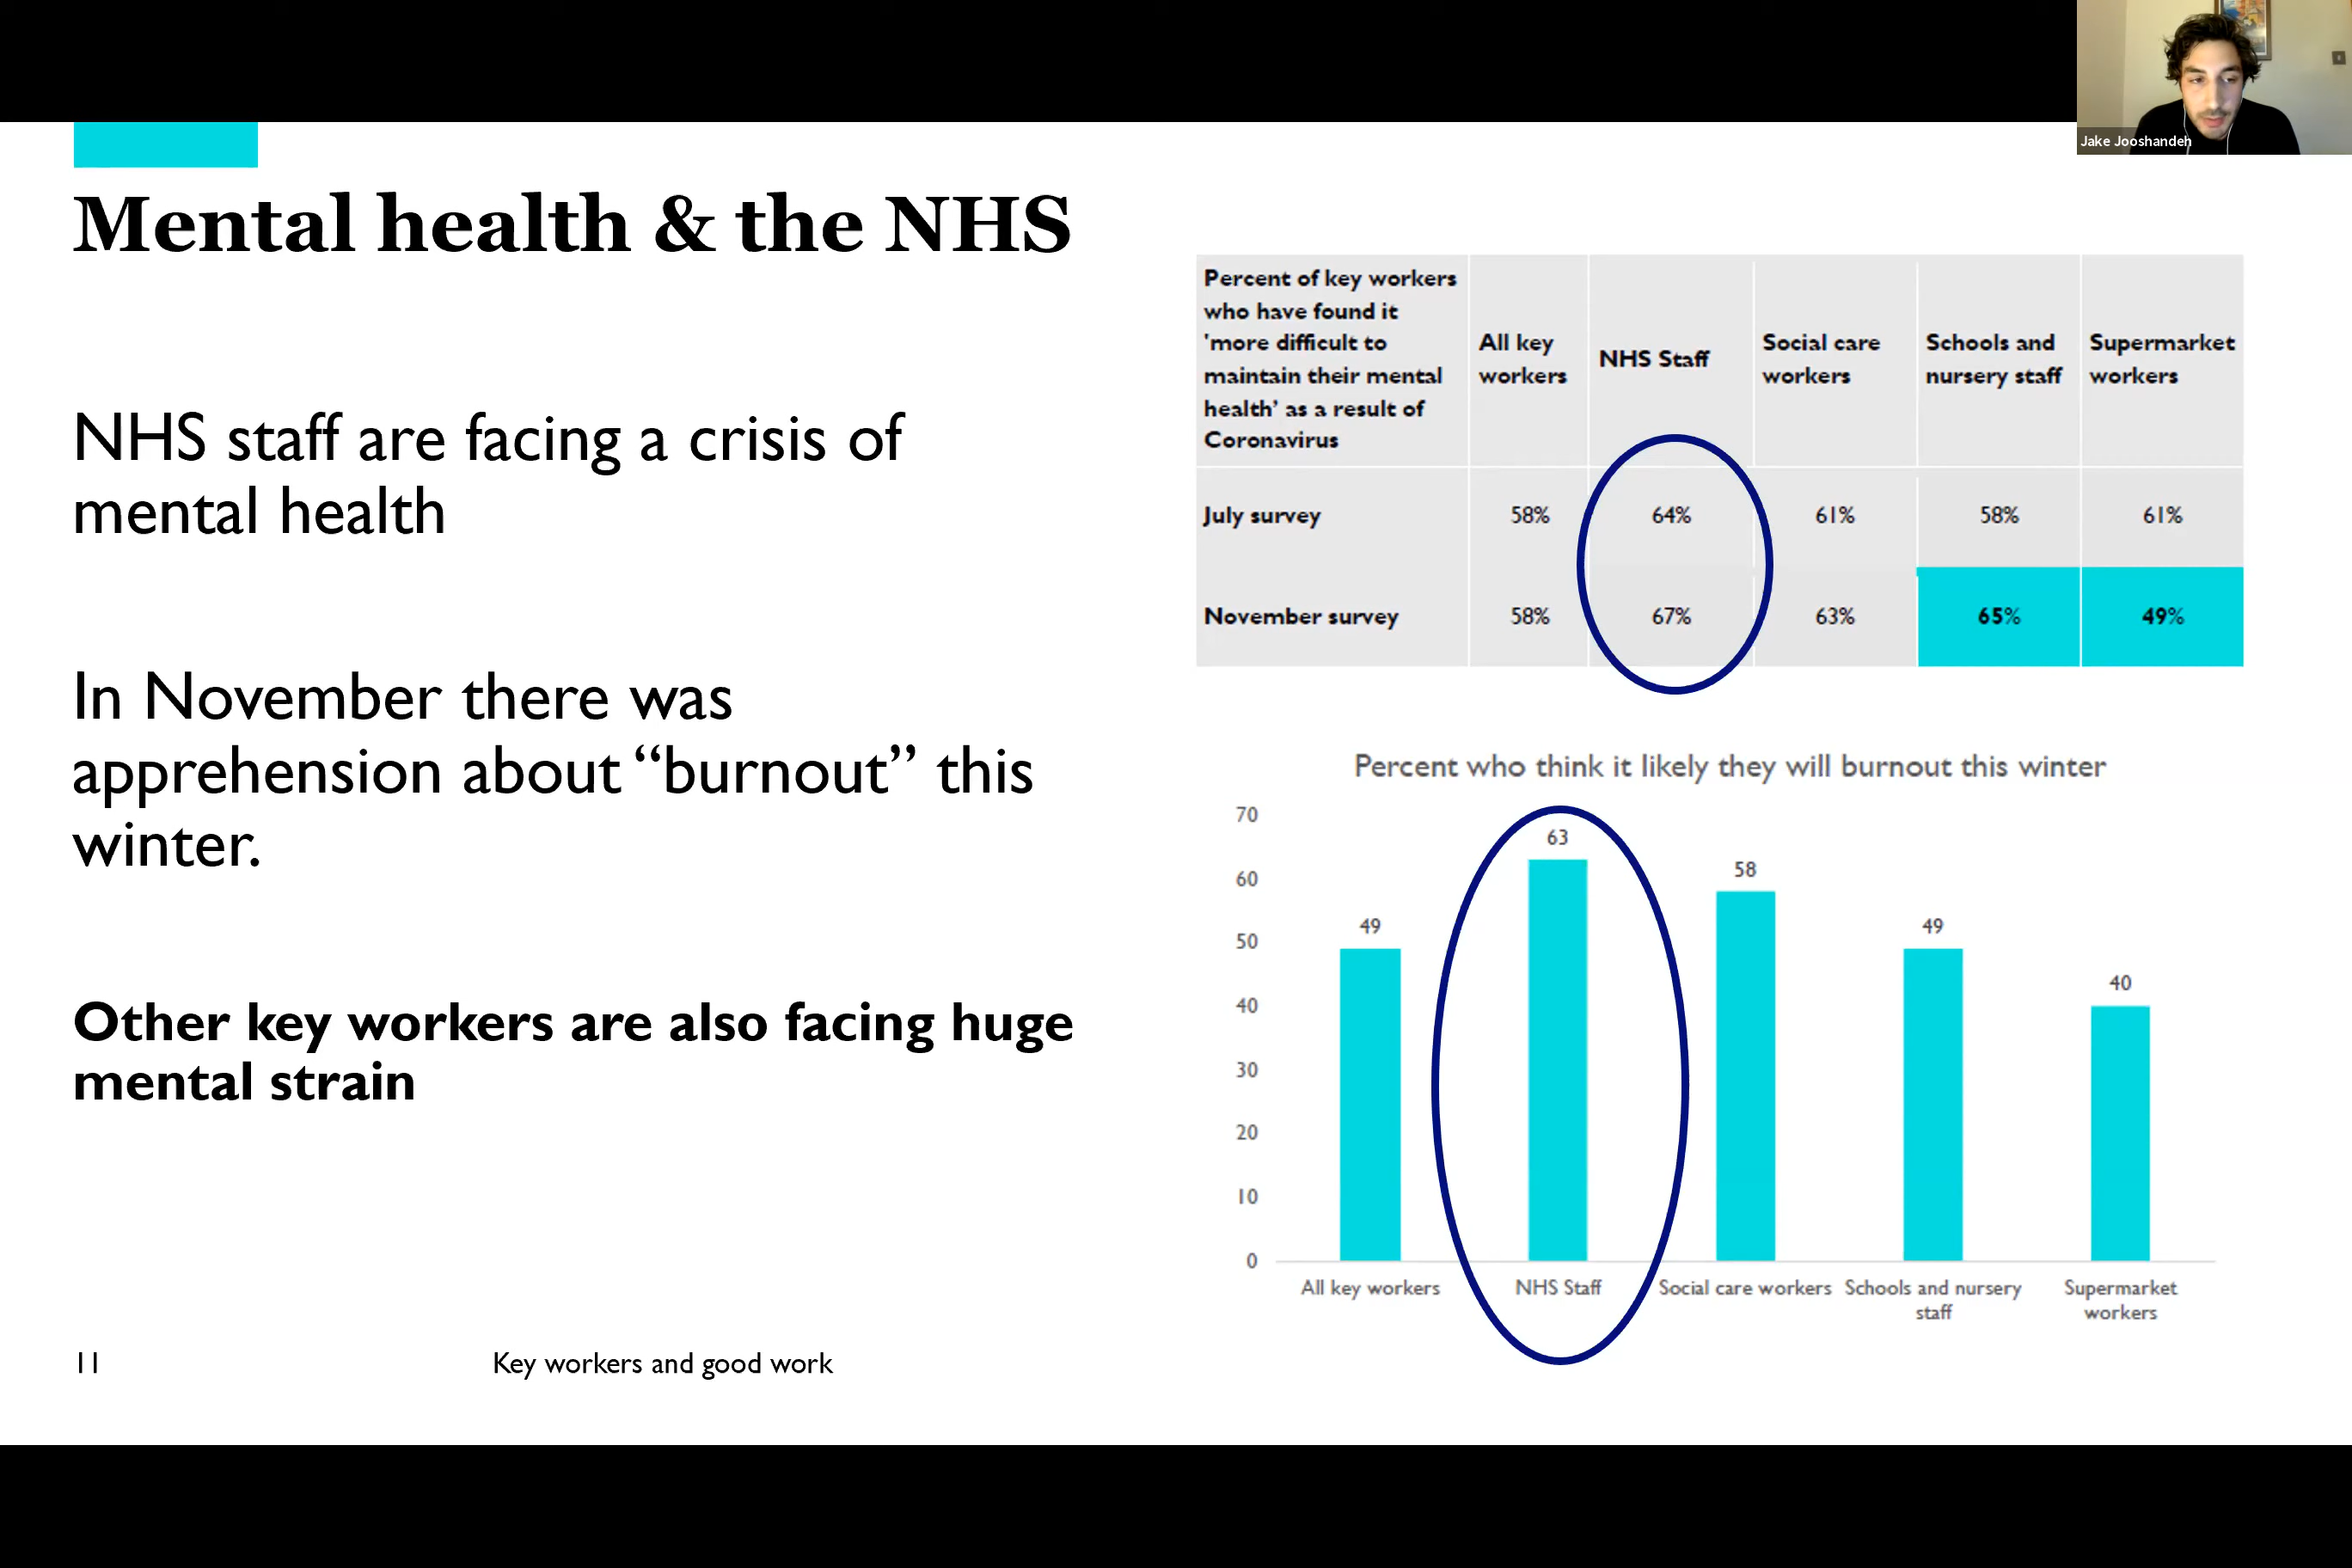 Jake Jooshandeh
Mental health & the NHS
NHS staff are facing a crisis of
mental health
In November there was
apprehension about “burnout” this
winter.
Other key workers are also facing huge
mental strain
Percent of key workers
who have found it
'more difficult to
maintain their mental
health’ as a result of
Coronavirus
All key
workers
NHS Staff
Social care
workers
Schools and
nursery staff
Supermarket
workers
July survey 58% 64% 61% 58% 61%
November survey 58% 67% 63% 65% 49%
Percent who think it likely they will burnout this winter
70
60
50
40
30
20
10
0
49
63
58
49
40
All key workers
NHS Staff
Social care workers
Schools and nursery
staff
Supermarket
workers
11
Key workers and good work